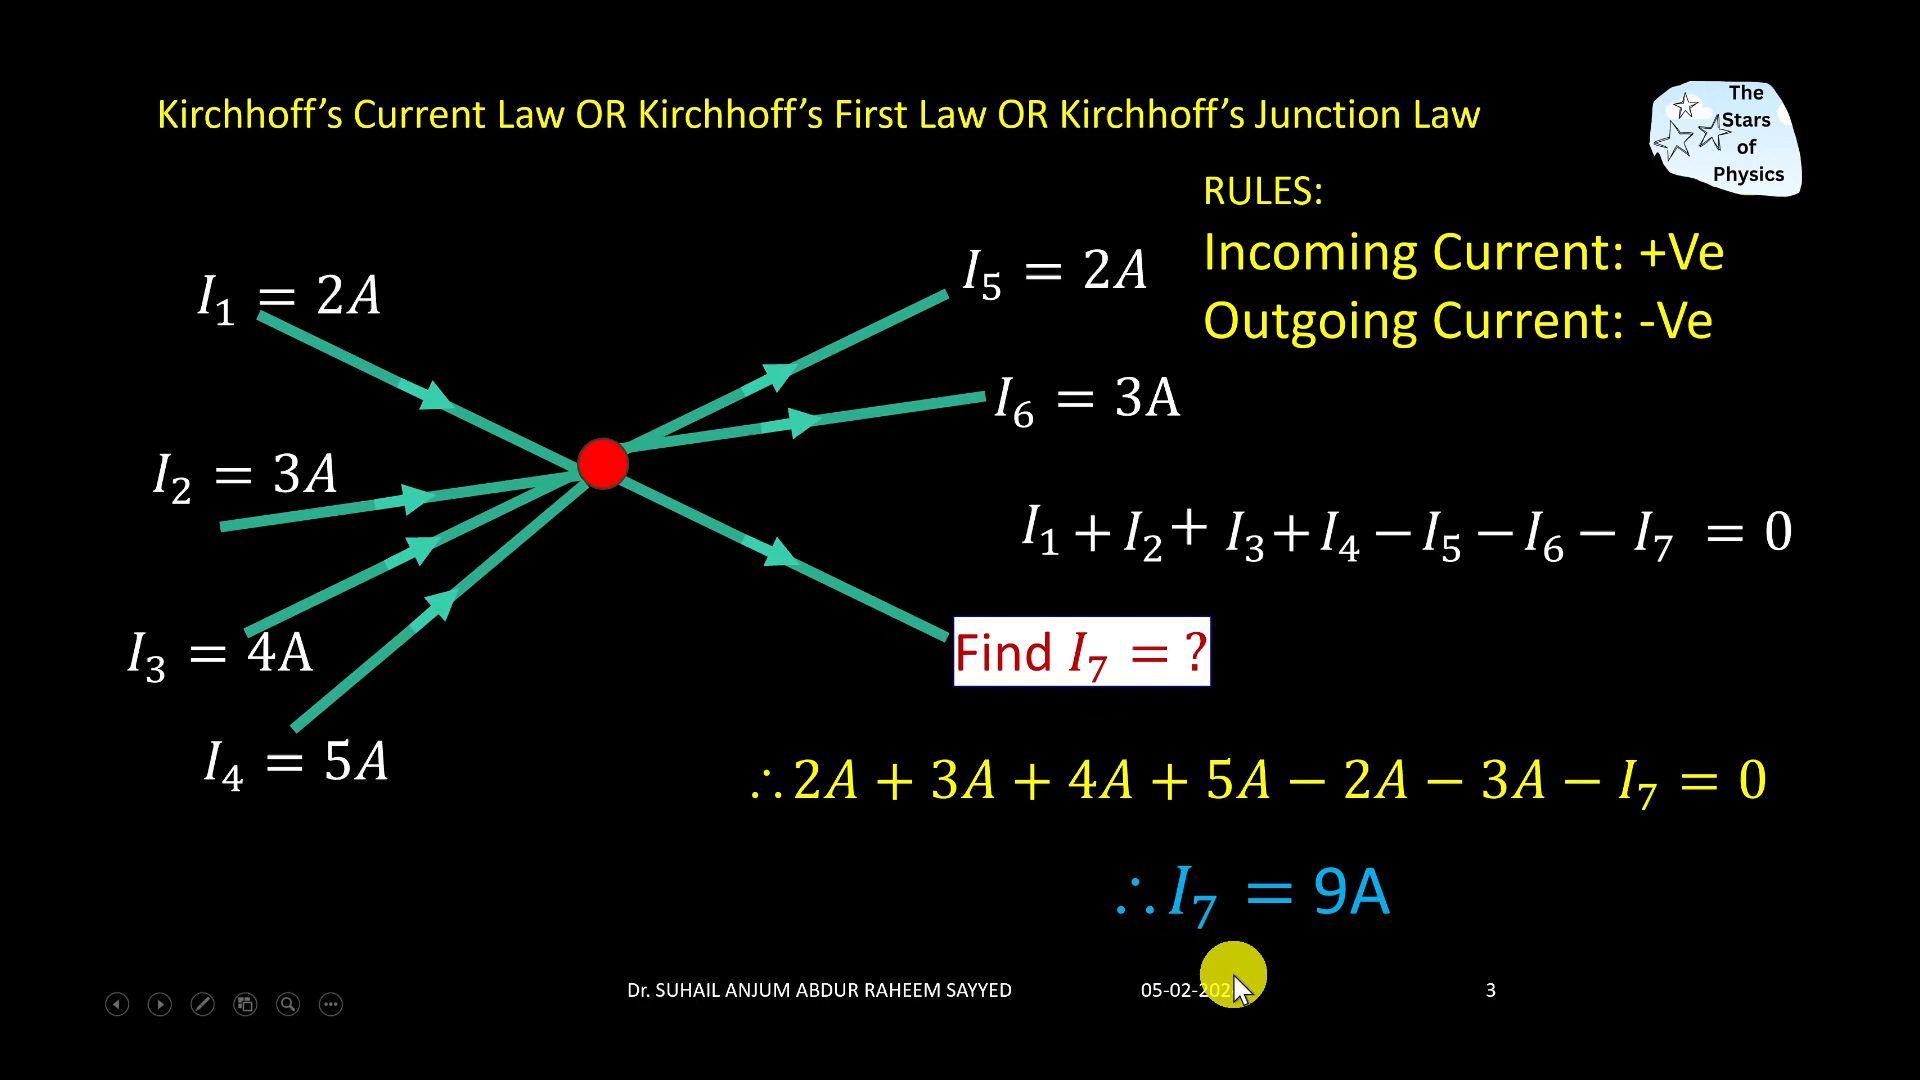 Kirchhoff’s Current Law OR Kirchhoff’s First Law OR Kirchhoff’s Junction Law
The
Stars
of
Physics
RULES:
Incoming Current: +Ve
Outgoing Current: -Ve
I₁ = 2A
I₂ = 3A
I₃ = 4A
I₄ = 5A
I₅ = 2A
I₆ = 3A
I₁ + I₂ + I₃ + I₄ − I₅ − I₆ − I₇ = 0
Find I₇ = ?
∴ 2A + 3A + 4A + 5A − 2A − 3A − I₇ = 0
∴ I₇ = 9A
Dr. SUHAIL ANJUM ABDUR RAHEEM SAYYED
3